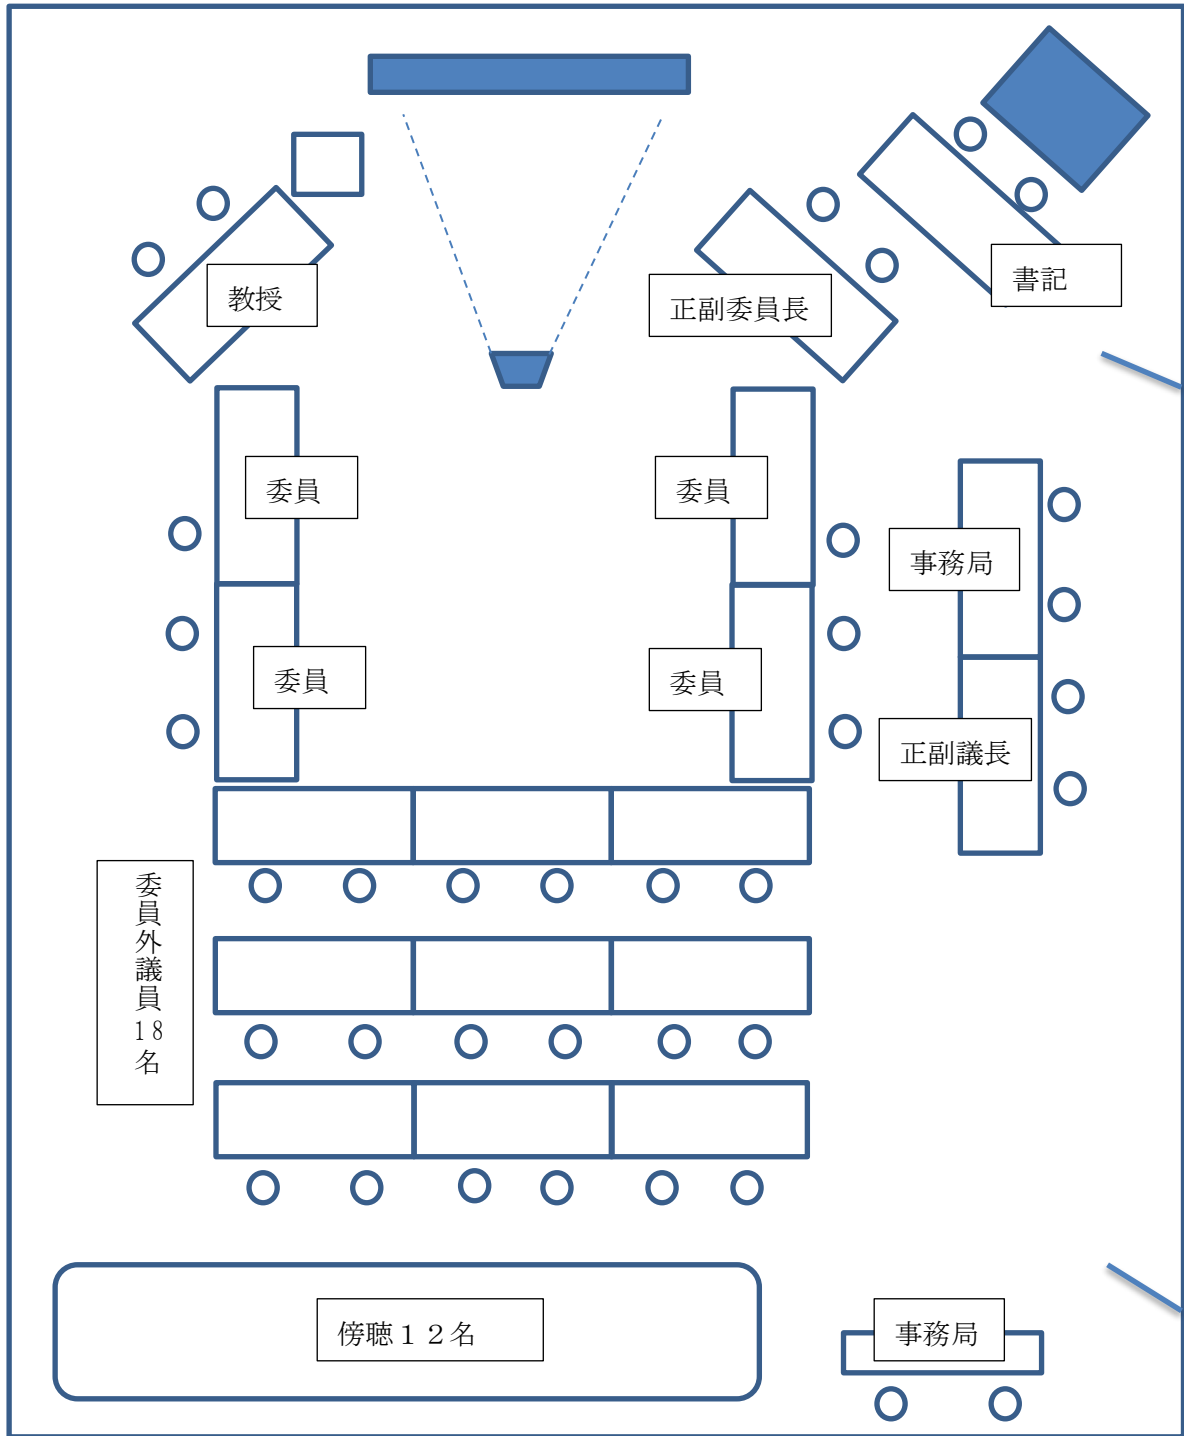 教授
正副委員長
書記
委員
委員
事務局
委員
委員
正副議長
委員外議員18名
傍聴１２名
事務局